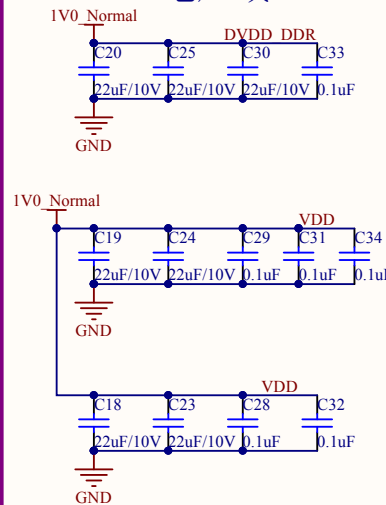 1V0_Normal
DVDD_DDR
C20 C25 C30 C33
22uF/10V 22uF/10V 22uF/10V 0.1uF
GND
1V0_Normal
VDD
C19 C24 C29 C31 C34
22uF/10V 22uF/10V 0.1uF 0.1uF 0.1uF
GND
VDD
C18 C23 C28 C32
22uF/10V 22uF/10V 0.1uF 0.1uF
GND